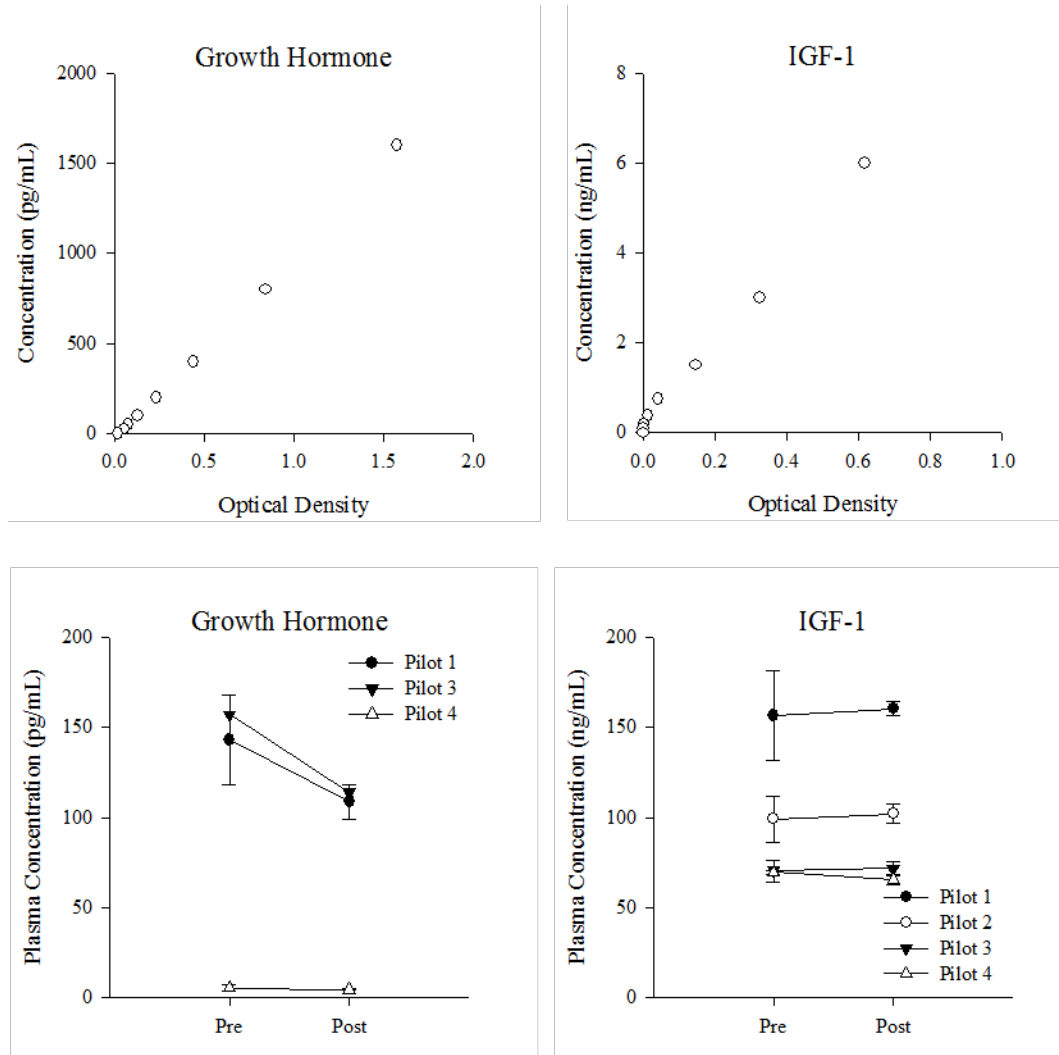 Growth Hormone
Concentration (pg/mL)
2000
1500
1000
500
0
0.0 0.5 1.0 1.5 2.0
Optical Density
IGF-1
Concentration (ng/mL)
8
6
4
2
0
0.0 0.2 0.4 0.6 0.8 1.0
Optical Density
Growth Hormone
Plasma Concentration (pg/mL)
200
150
100
50
0
Pilot 1
Pilot 3
Pilot 4
Pre Post
IGF-1
Plasma Concentration (ng/mL)
200
150
100
50
0
Pilot 1
Pilot 2
Pilot 3
Pilot 4
Pre Post